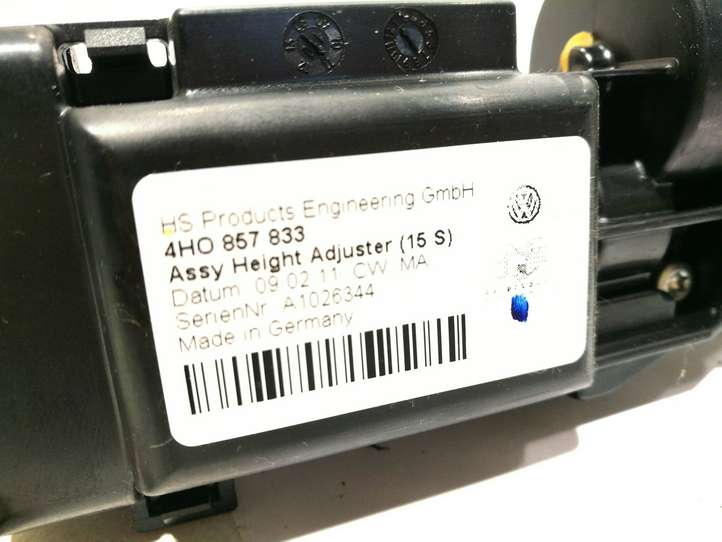 HS Products Engineering GmbH
4H0 857 833
Assy Height Adjuster (15 S)
Datum 09 02 11 CW MA
SerienNr A1026344
Made in Germany